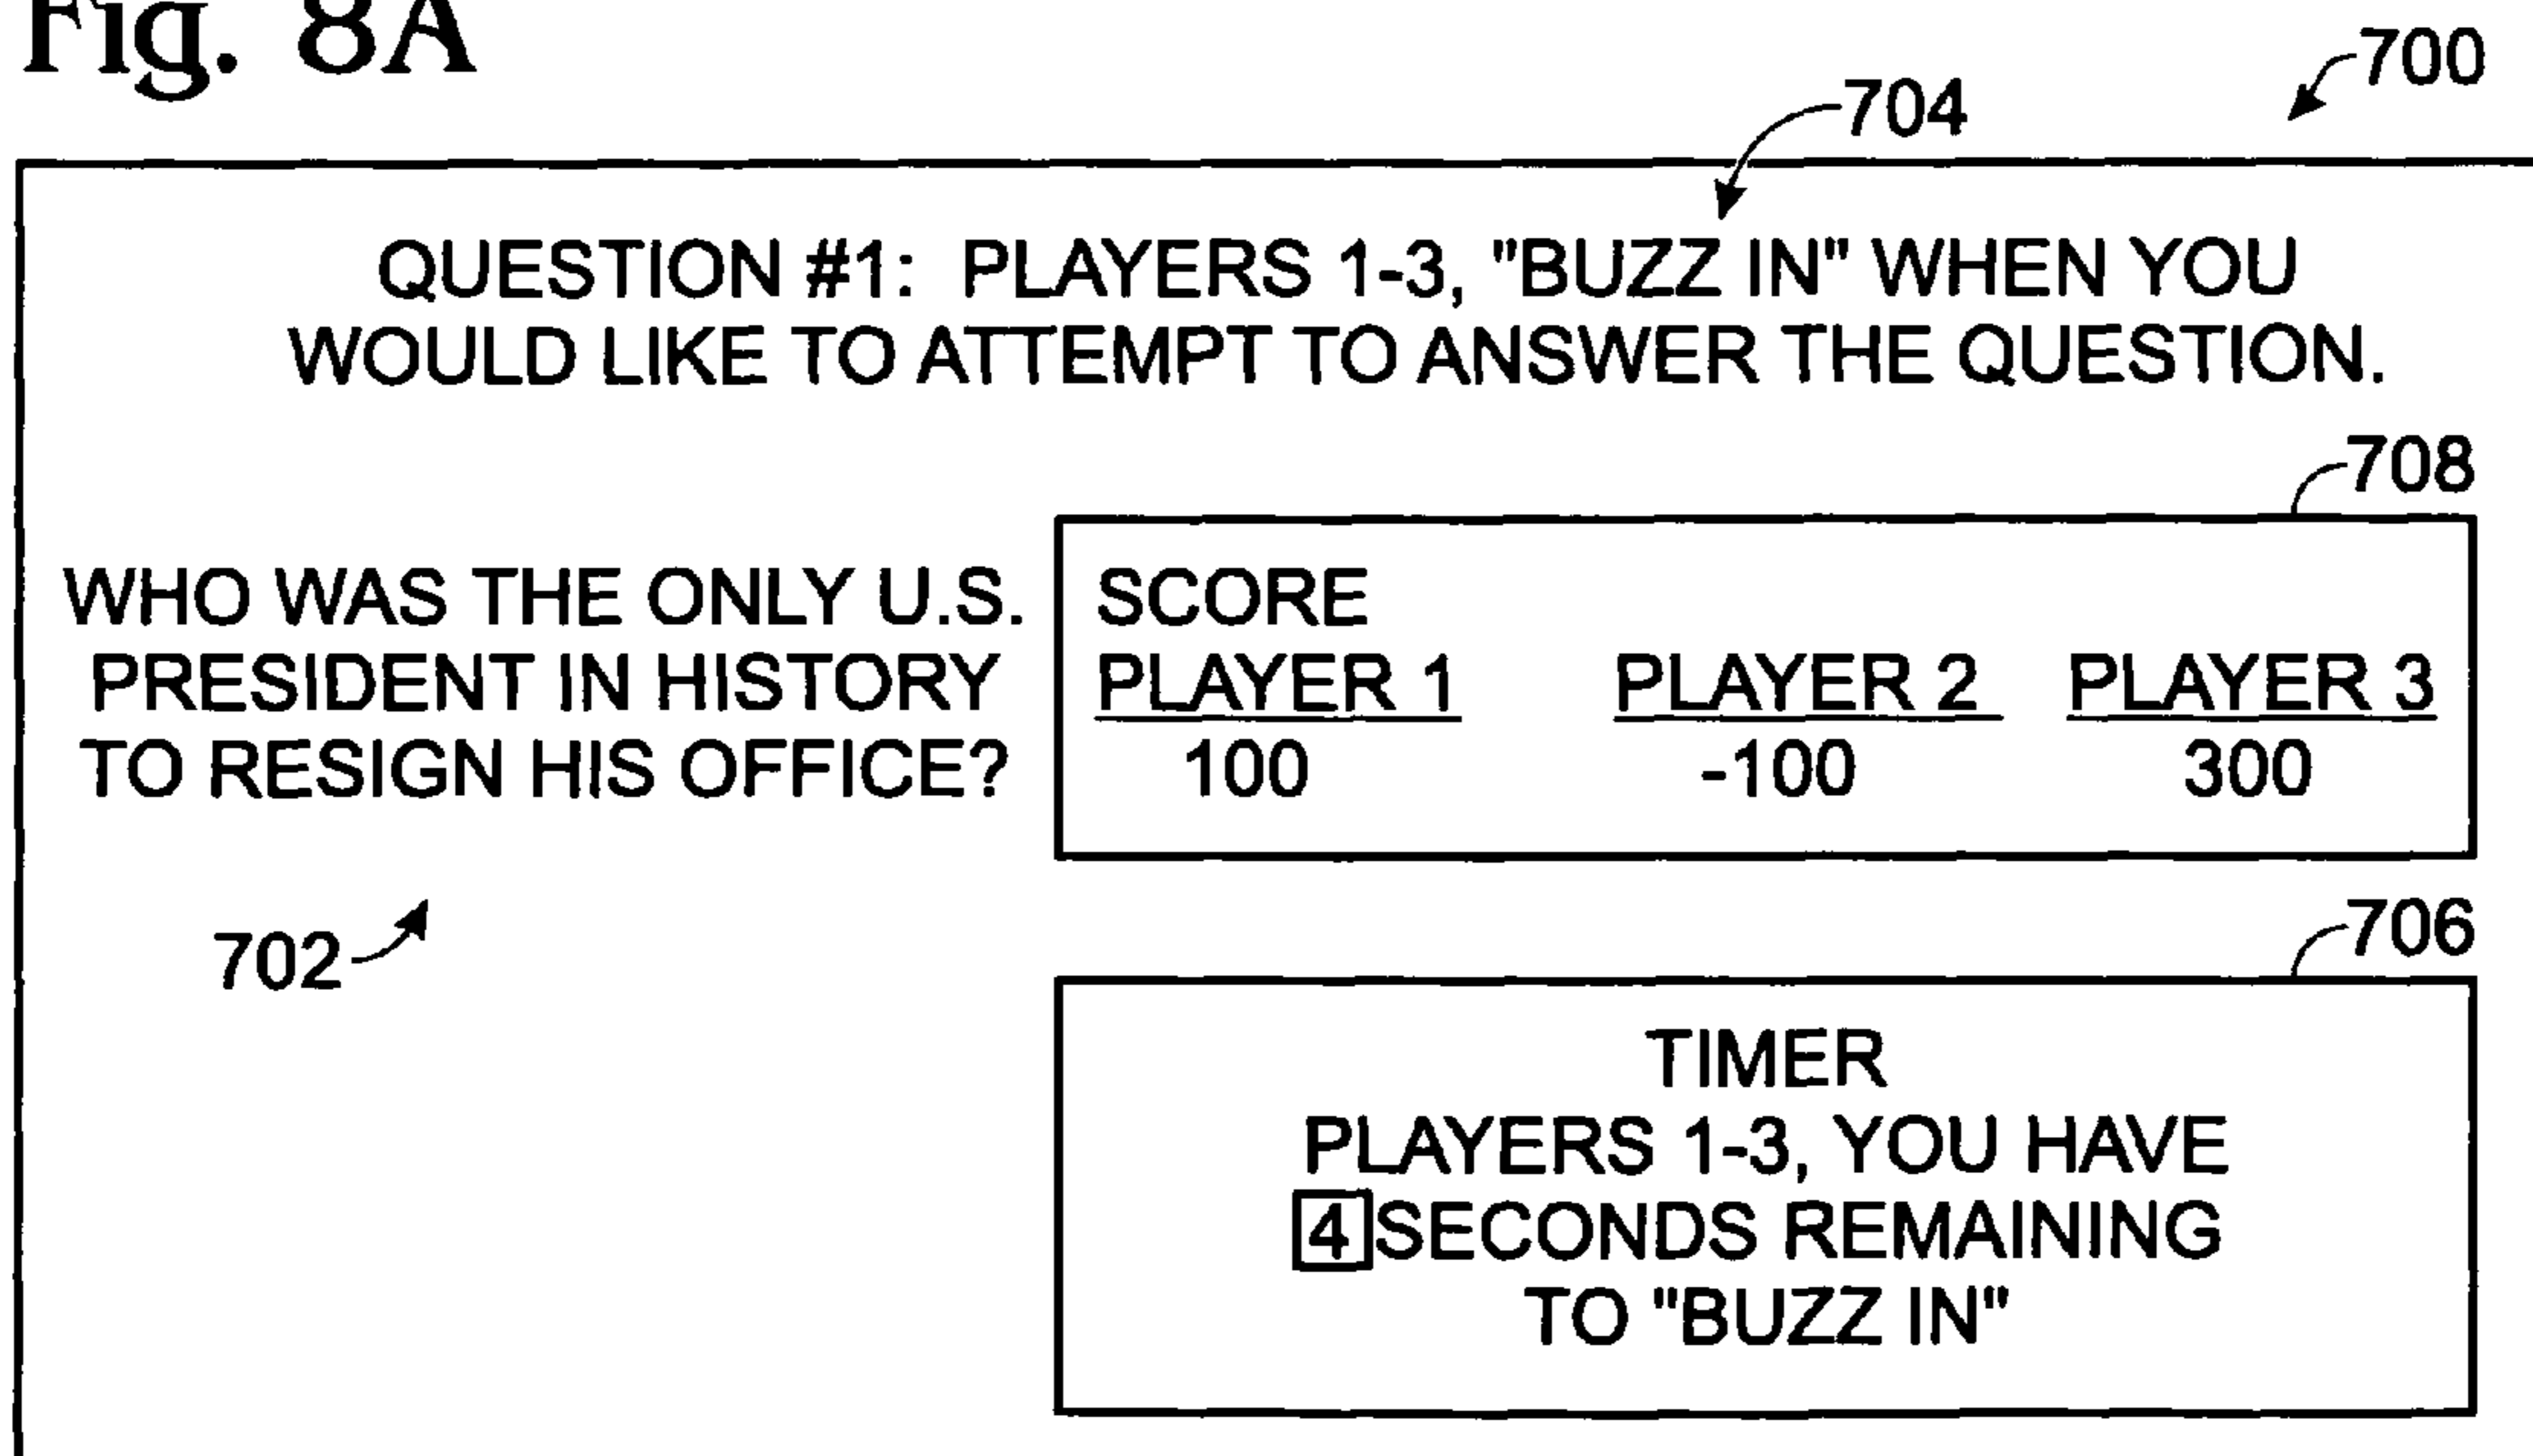 Fig. 8A
700
704
QUESTION #1: PLAYERS 1-3, "BUZZ IN" WHEN YOU
WOULD LIKE TO ATTEMPT TO ANSWER THE QUESTION.
708
WHO WAS THE ONLY U.S.
PRESIDENT IN HISTORY
TO RESIGN HIS OFFICE?
SCORE
PLAYER 1 PLAYER 2 PLAYER 3
100 -100 300
702
706
TIMER
PLAYERS 1-3, YOU HAVE
4 SECONDS REMAINING
TO "BUZZ IN"